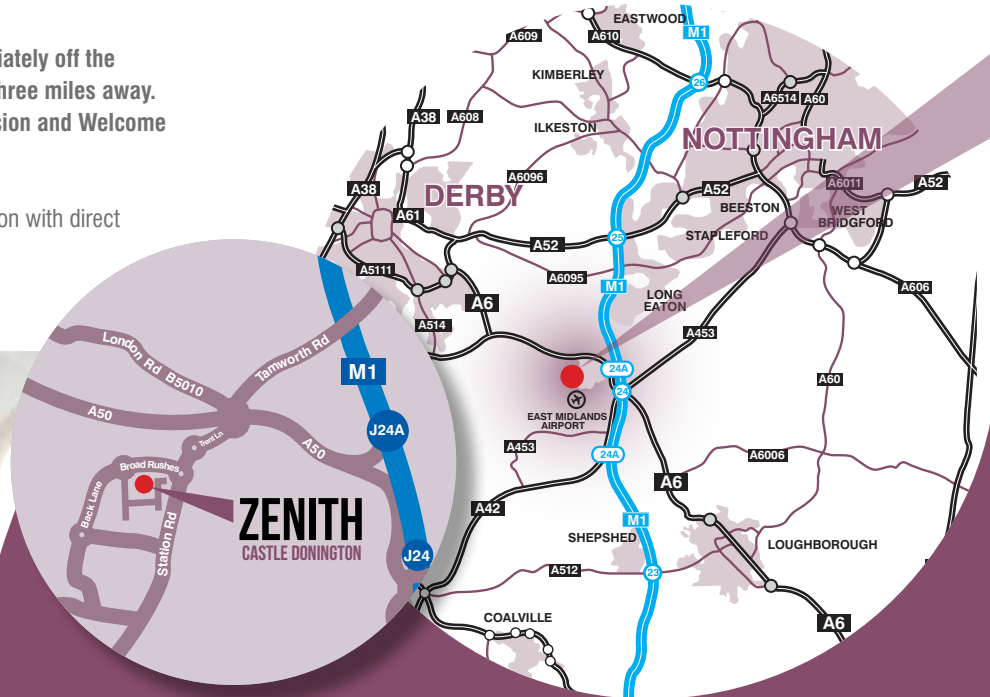 iately off the
hree miles away.
sion and Welcome
on with direct
EASTWOOD
M1
A609
A610
KIMBERLEY
26
A6514
A60
A38
A608
ILKESTON
NOTTINGHAM
A6096
A38
DERBY
A52
A6011
A52
A61
BEESTON
WEST
BRIDGFORD
STAPLEFORD
25
A52
A5111
A6095
M1
A606
A6
LONG
EATON
A514
A453
24A
A60
24
EAST MIDLANDS
AIRPORT
A453
24A
A6006
A6
A42
M1
SHEPSHED
LOUGHBOROUGH
A512
23
COALVILLE
A6
London Rd B5010
Tamworth Rd
M1
A50
J24A
Trent Ln
A50
Broad Rushes
Back Lane
Station Rd
ZENITH
CASTLE DONINGTON
J24